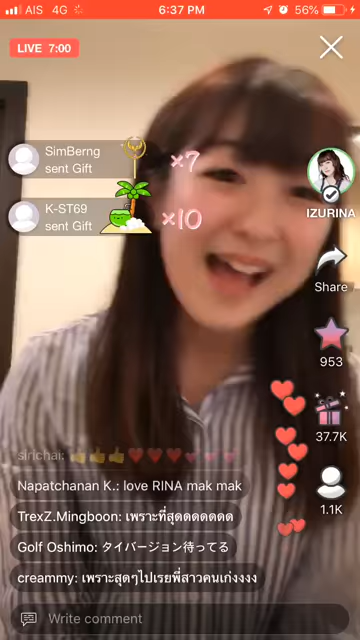 AIS 4G 6:37 PM 56%
LIVE 7:00
SimBerng
sent Gift
×7
K-ST69
sent Gift
×10
IZURINA
Share
953
37.7K
1.1K
sirichai: 👍👍👍❤️❤️❤️💕💕💕
Napatchanan K.: love RINA mak mak
TrexZ.Mingboon: เพราะที่สุดดดดดดดด
Golf Oshimo: タイバージョン待ってる
creammy: เพราะสุดๆไปเรยพี่สาวคนเก่งงงง
Write comment